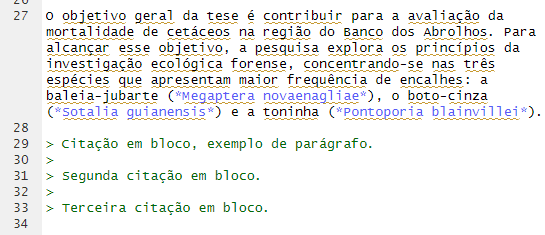 26
27 O objetivo geral da tese é contribuir para a avaliação da
mortalidade de cetáceos na região do Banco dos Abrolhos. Para
alcançar esse objetivo, a pesquisa explora os princípios da
investigação ecológica forense, concentrando-se nas três
espécies que apresentam maior frequência de encalhes: a
baleia-jubarte (*Megaptera novaenagliae*), o boto-cinza
(*Sotalia guianensis*) e a toninha (*Pontoporia blainvillei*).
28
29 > Citação em bloco, exemplo de parágrafo.
30 >
31 > Segunda citação em bloco.
32 >
33 > Terceira citação em bloco.
34